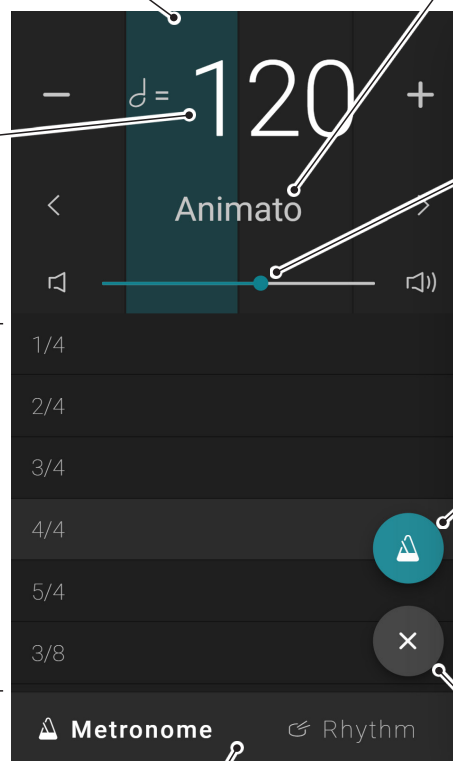 − 𝅗𝅥 = 120 +
< Animato >
1/4
2/4
3/4
4/4
5/4
3/8
Metronome Rhythm